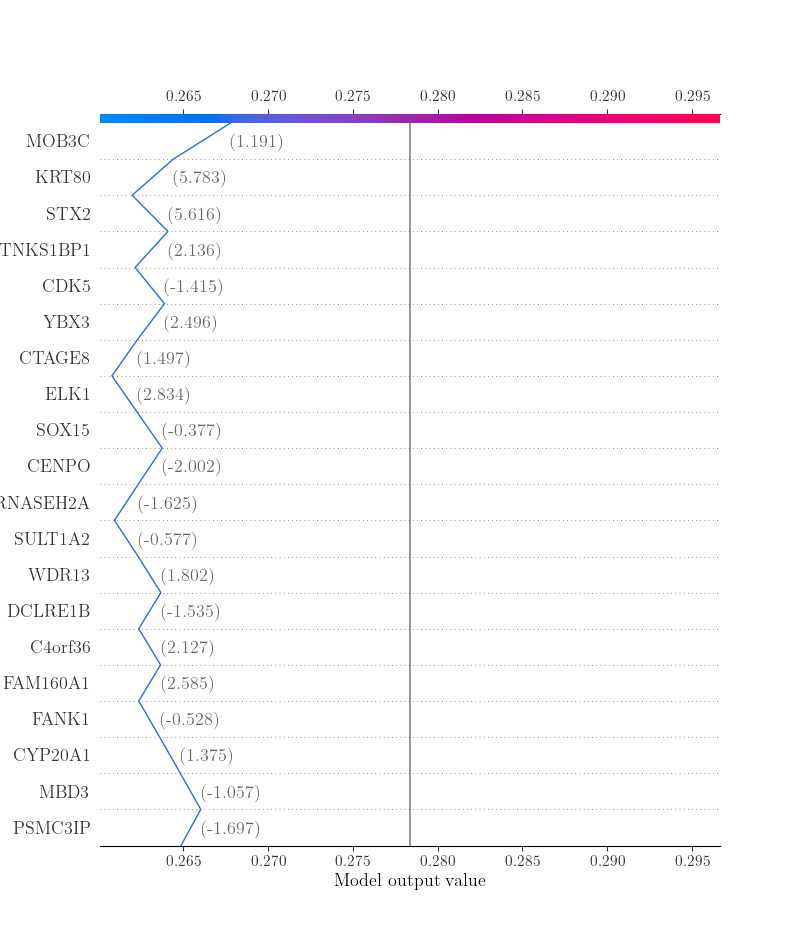 0.265 0.270 0.275 0.280 0.285 0.290 0.295
MOB3C (1.191)
KRT80 (5.783)
STX2 (5.616)
TNKS1BP1 (2.136)
CDK5 (-1.415)
YBX3 (2.496)
CTAGE8 (1.497)
ELK1 (2.834)
SOX15 (-0.377)
CENPO (-2.002)
RNASEH2A (-1.625)
SULT1A2 (-0.577)
WDR13 (1.802)
DCLRE1B (-1.535)
C4orf36 (2.127)
FAM160A1 (2.585)
FANK1 (-0.528)
CYP20A1 (1.375)
MBD3 (-1.057)
PSMC3IP (-1.697)
0.265 0.270 0.275 0.280 0.285 0.290 0.295
Model output value